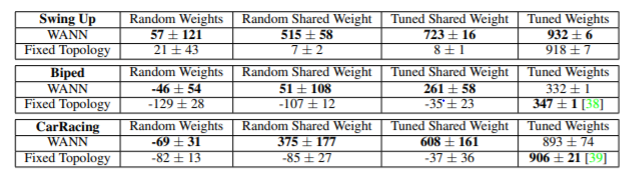 Swing Up Random Weights Random Shared Weight Tuned Shared Weight Tuned Weights
WANN 57 ± 121 515 ± 58 723 ± 16 932 ± 6
Fixed Topology 21 ± 43 7 ± 2 8 ± 1 918 ± 7
Biped Random Weights Random Shared Weight Tuned Shared Weight Tuned Weights
WANN -46 ± 54 51 ± 108 261 ± 58 332 ± 1
Fixed Topology -129 ± 28 -107 ± 12 -35 ± 23 347 ± 1 [38]
CarRacing Random Weights Random Shared Weight Tuned Shared Weight Tuned Weights
WANN -69 ± 31 375 ± 177 608 ± 161 893 ± 74
Fixed Topology -82 ± 13 -85 ± 27 -37 ± 36 906 ± 21 [39]